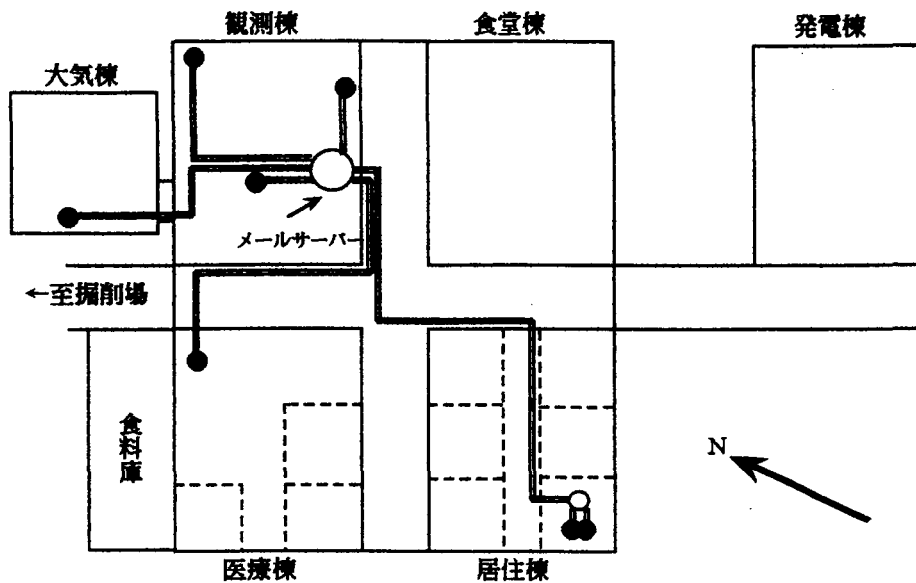 観測棟
食堂棟
発電棟
大気棟
メールサーバー
←至掘削場
食料庫
N
医療棟
居住棟